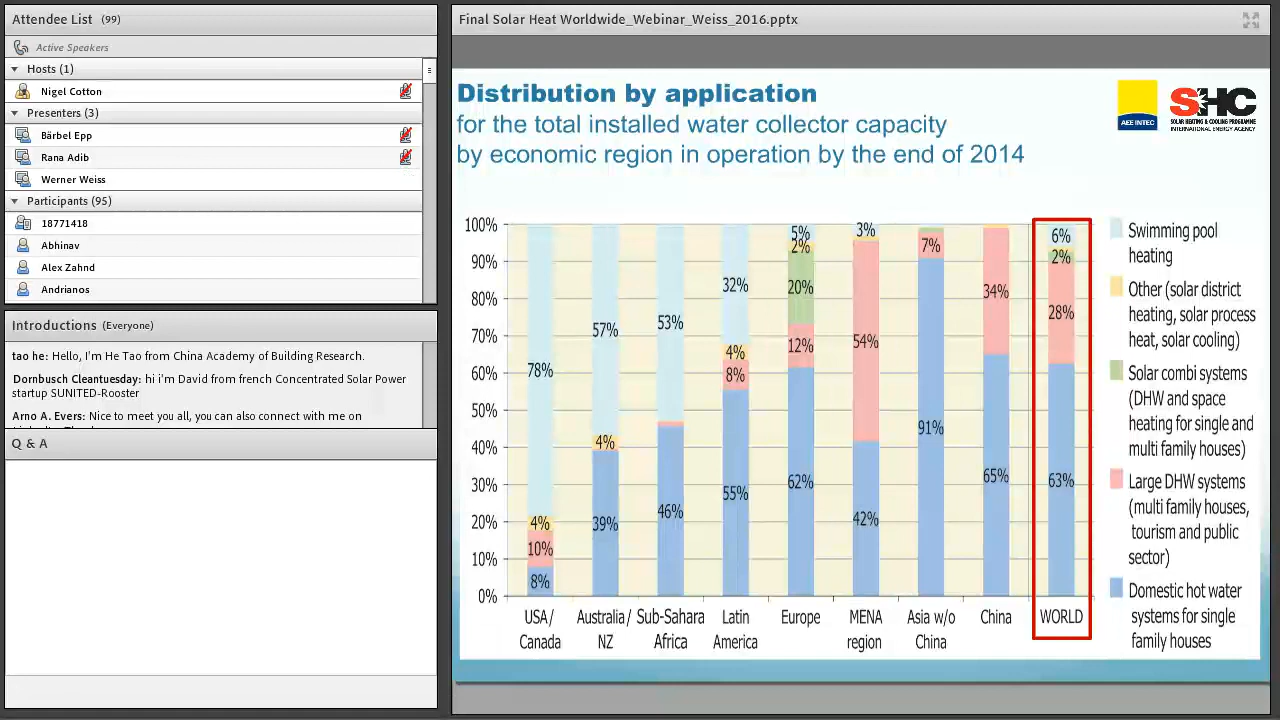 Attendee List (99)
Active Speakers
Hosts (1)
Nigel Cotton
Presenters (3)
Bärbel Epp
Rana Adib
Werner Weiss
Participants (95)
18771418
Abhinav
Alex Zahnd
Andrianos
Introductions (Everyone)
tao he: Hello, I'm He Tao from China Academy of Building Research.
Dornbusch Cleantuesday: hi i'm David from french Concentrated Solar Power
startup SUNITED-Rooster
Arno A. Evers: Nice to meet you all, you can also connect with me on
Q & A
Final Solar Heat Worldwide_Webinar_Weiss_2016.pptx
Distribution by application
for the total installed water collector capacity
by economic region in operation by the end of 2014
AEE INTEC
SHC
SOLAR HEATING & COOLING PROGRAMME
INTERNATIONAL ENERGY AGENCY
100%
90%
80%
70%
60%
50%
40%
30%
20%
10%
0%
78%
4%
10%
8%
57%
4%
39%
53%
46%
32%
4%
8%
55%
5%
2%
20%
12%
62%
3%
54%
42%
7%
91%
34%
65%
6%
2%
28%
63%
USA/
Canada
Australia/
NZ
Sub-Sahara
Africa
Latin
America
Europe
MENA
region
Asia w/o
China
China
WORLD
Swimming pool
heating
Other (solar district
heating, solar process
heat, solar cooling)
Solar combi systems
(DHW and space
heating for single and
multi family houses)
Large DHW systems
(multi family houses,
tourism and public
sector)
Domestic hot water
systems for single
family houses